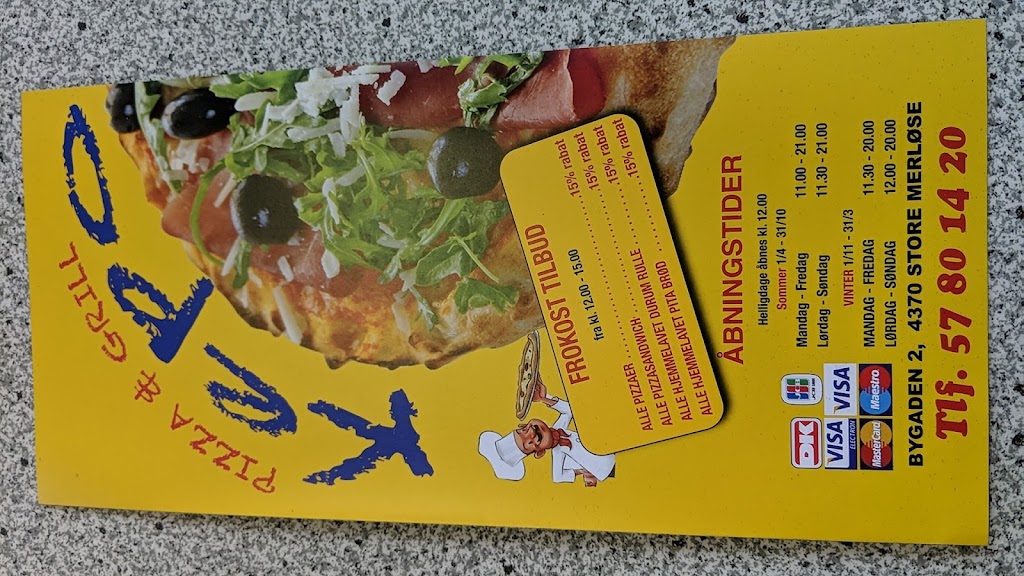 PIZZA & GRILL
KUPO
FROKOST TILBUD
fra kl. 12.00 - 15.00
ALLE PIZZAER ........ 15% rabat
ALLE PIZZASANDWICH ........ 15% rabat
ALLE HJEMMELAVET DURUM RULLE ........ 15% rabat
ALLE HJEMMELAVET PITA BRØD ........ 15% rabat
ÅBNINGSTIDER
Helligdage åbnes kl. 12.00
Sommer 1/4 - 31/10
Mandag - Fredag 11.00 - 21.00
Lørdag - Søndag 11.30 - 21.00
VINTER 1/11 - 31/3
MANDAG - FREDAG 11.30 - 20.00
LØRDAG - SØNDAG 12.00 - 20.00
JCB
DK VISA
VISA ELECTRON
MasterCard Maestro
BYGADEN 2, 4370 STORE MERLØSE
Tlf. 57 80 14 20